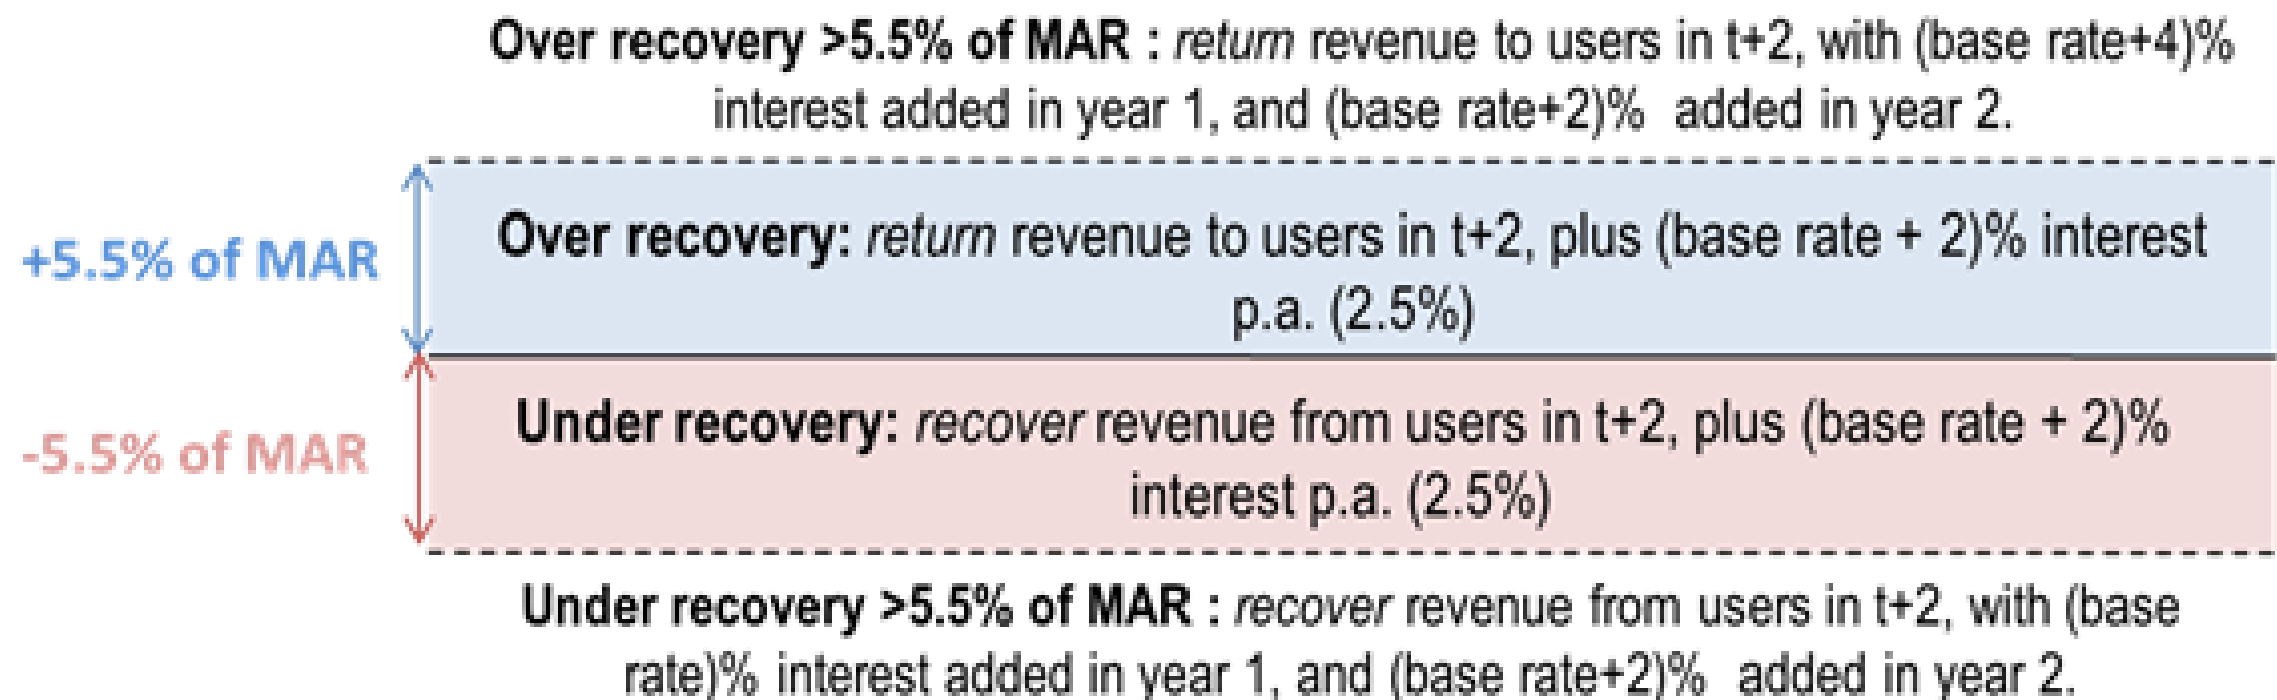 Over recovery >5.5% of MAR : return revenue to users in t+2, with (base rate+4)%
interest added in year 1, and (base rate+2)% added in year 2.
+5.5% of MAR
Over recovery: return revenue to users in t+2, plus (base rate + 2)% interest
p.a. (2.5%)
-5.5% of MAR
Under recovery: recover revenue from users in t+2, plus (base rate + 2)%
interest p.a. (2.5%)
Under recovery >5.5% of MAR : recover revenue from users in t+2, with (base
rate)% interest added in year 1, and (base rate+2)% added in year 2.